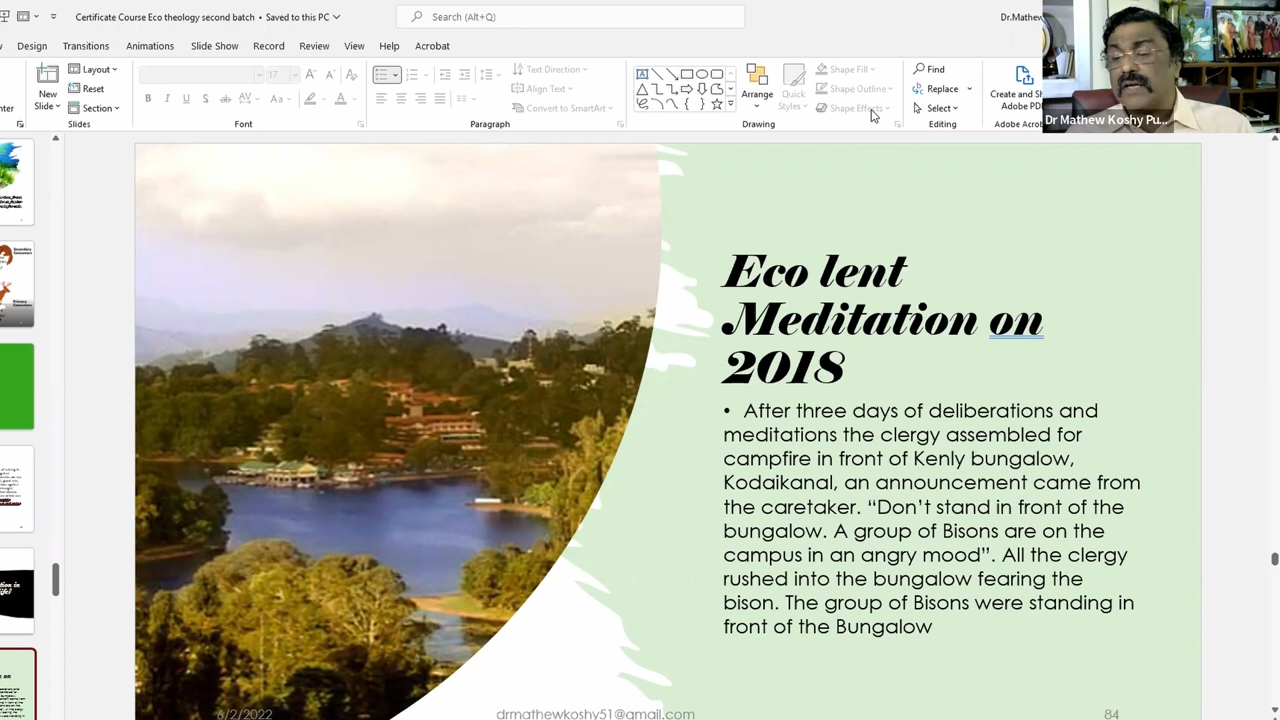 Certificate Course Eco theology second batch • Saved to this PC
Search (Alt+Q)
Dr.Mathew
Design Transitions Animations Slide Show Record Review View Help Acrobat
New
Slide
Layout
Reset
Section
Slides
17
Font
Text Direction
Align Text
Convert to SmartArt
Paragraph
Arrange
Quick
Styles
Shape Fill
Shape Outline
Shape Effects
Drawing
Find
Replace
Select
Editing
Create and Sh
Adobe PD
Adobe Acro
Dr Mathew Koshy Pu...
Eco lent
Meditation on
2018
• After three days of deliberations and
meditations the clergy assembled for
campfire in front of Kenly bungalow,
Kodaikanal, an announcement came from
the caretaker. “Don’t stand in front of the
bungalow. A group of Bisons are on the
campus in an angry mood”. All the clergy
rushed into the bungalow fearing the
bison. The group of Bisons were standing in
front of the Bungalow
6/2/2022
drmathewkoshy51@gmail.com
84